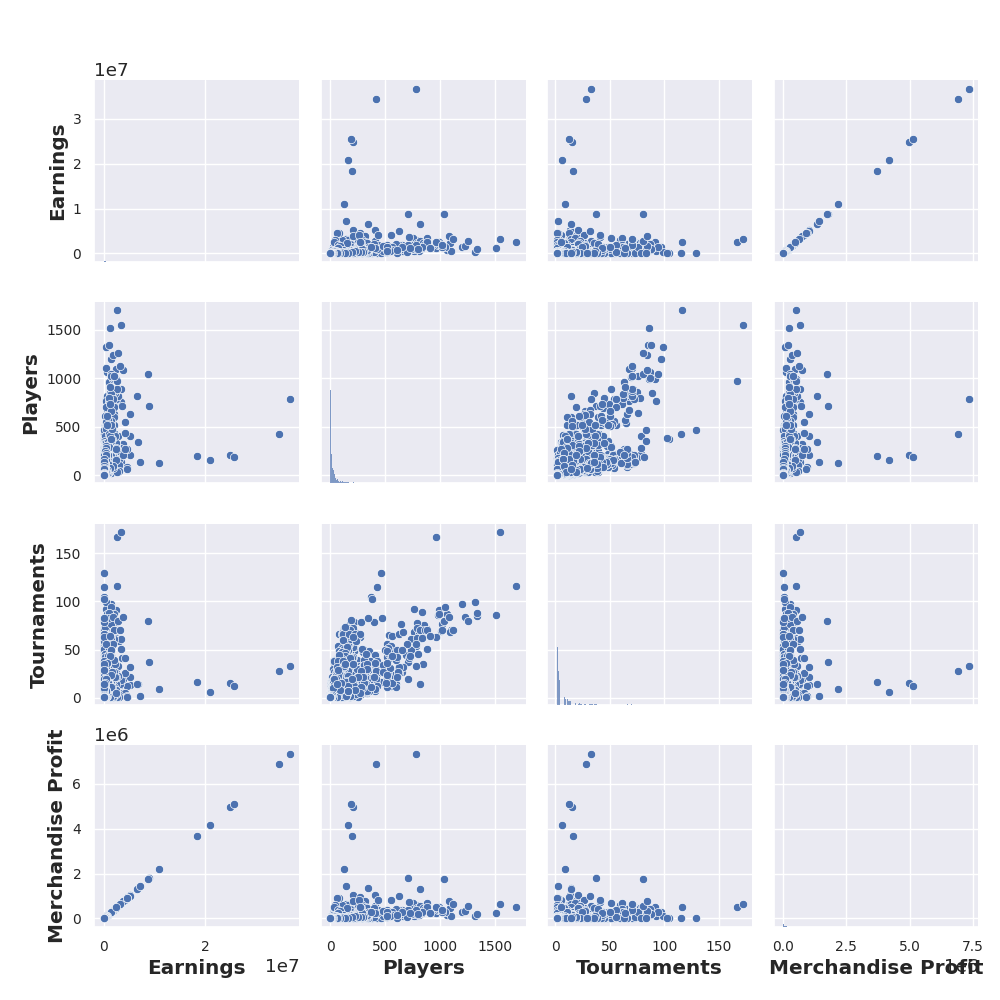 1e7
Earnings
3
2
1
0
Players
1500
1000
500
0
Tournaments
150
100
50
0
1e6
Merchandise Profit
6
4
2
0
0 2
0 500 1000 1500
0 50 100 150
0.0 2.5 5.0 7.5
Earnings 1e7
Players
Tournaments
Merchandise Profit